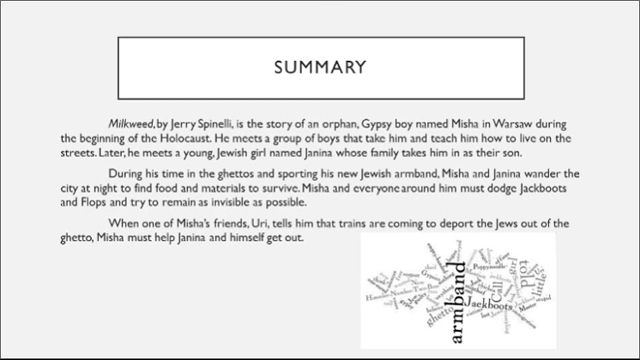 SUMMARY
Milkweed, by Jerry Spinelli, is the story of an orphan, Gypsy boy named Misha in Warsaw during
the beginning of the Holocaust. He meets a group of boys that take him and teach him how to live on the
streets. Later, he meets a young, Jewish girl named Janina whose family takes him in as their son.
During his time in the ghettos and sporting his new Jewish armband, Misha and Janina wander the
city at night to find food and materials to survive. Misha and everyone around him must dodge Jackboots
and Flops and try to remain as invisible as possible.
When one of Misha's friends, Uri, tells him that trains are coming to deport the Jews out of the
ghetto, Misha must help Janina and himself get out.
armband
Jackboots
ghetto
Call
told
girl
little